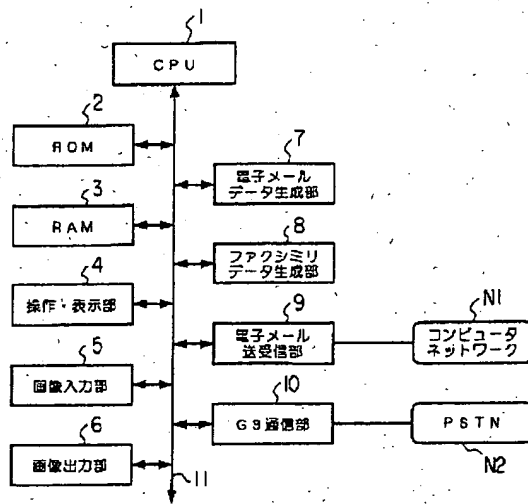 1
CPU
2
ROM
3
RAM
4
操作・表示部
5
画像入力部
6
画像出力部
7
電子メール
データ生成部
8
ファクシミリ
データ生成部
9
電子メール
送受信部
10
G3通信部
11
N1
コンピュータ
ネットワーク
PSTN
N2